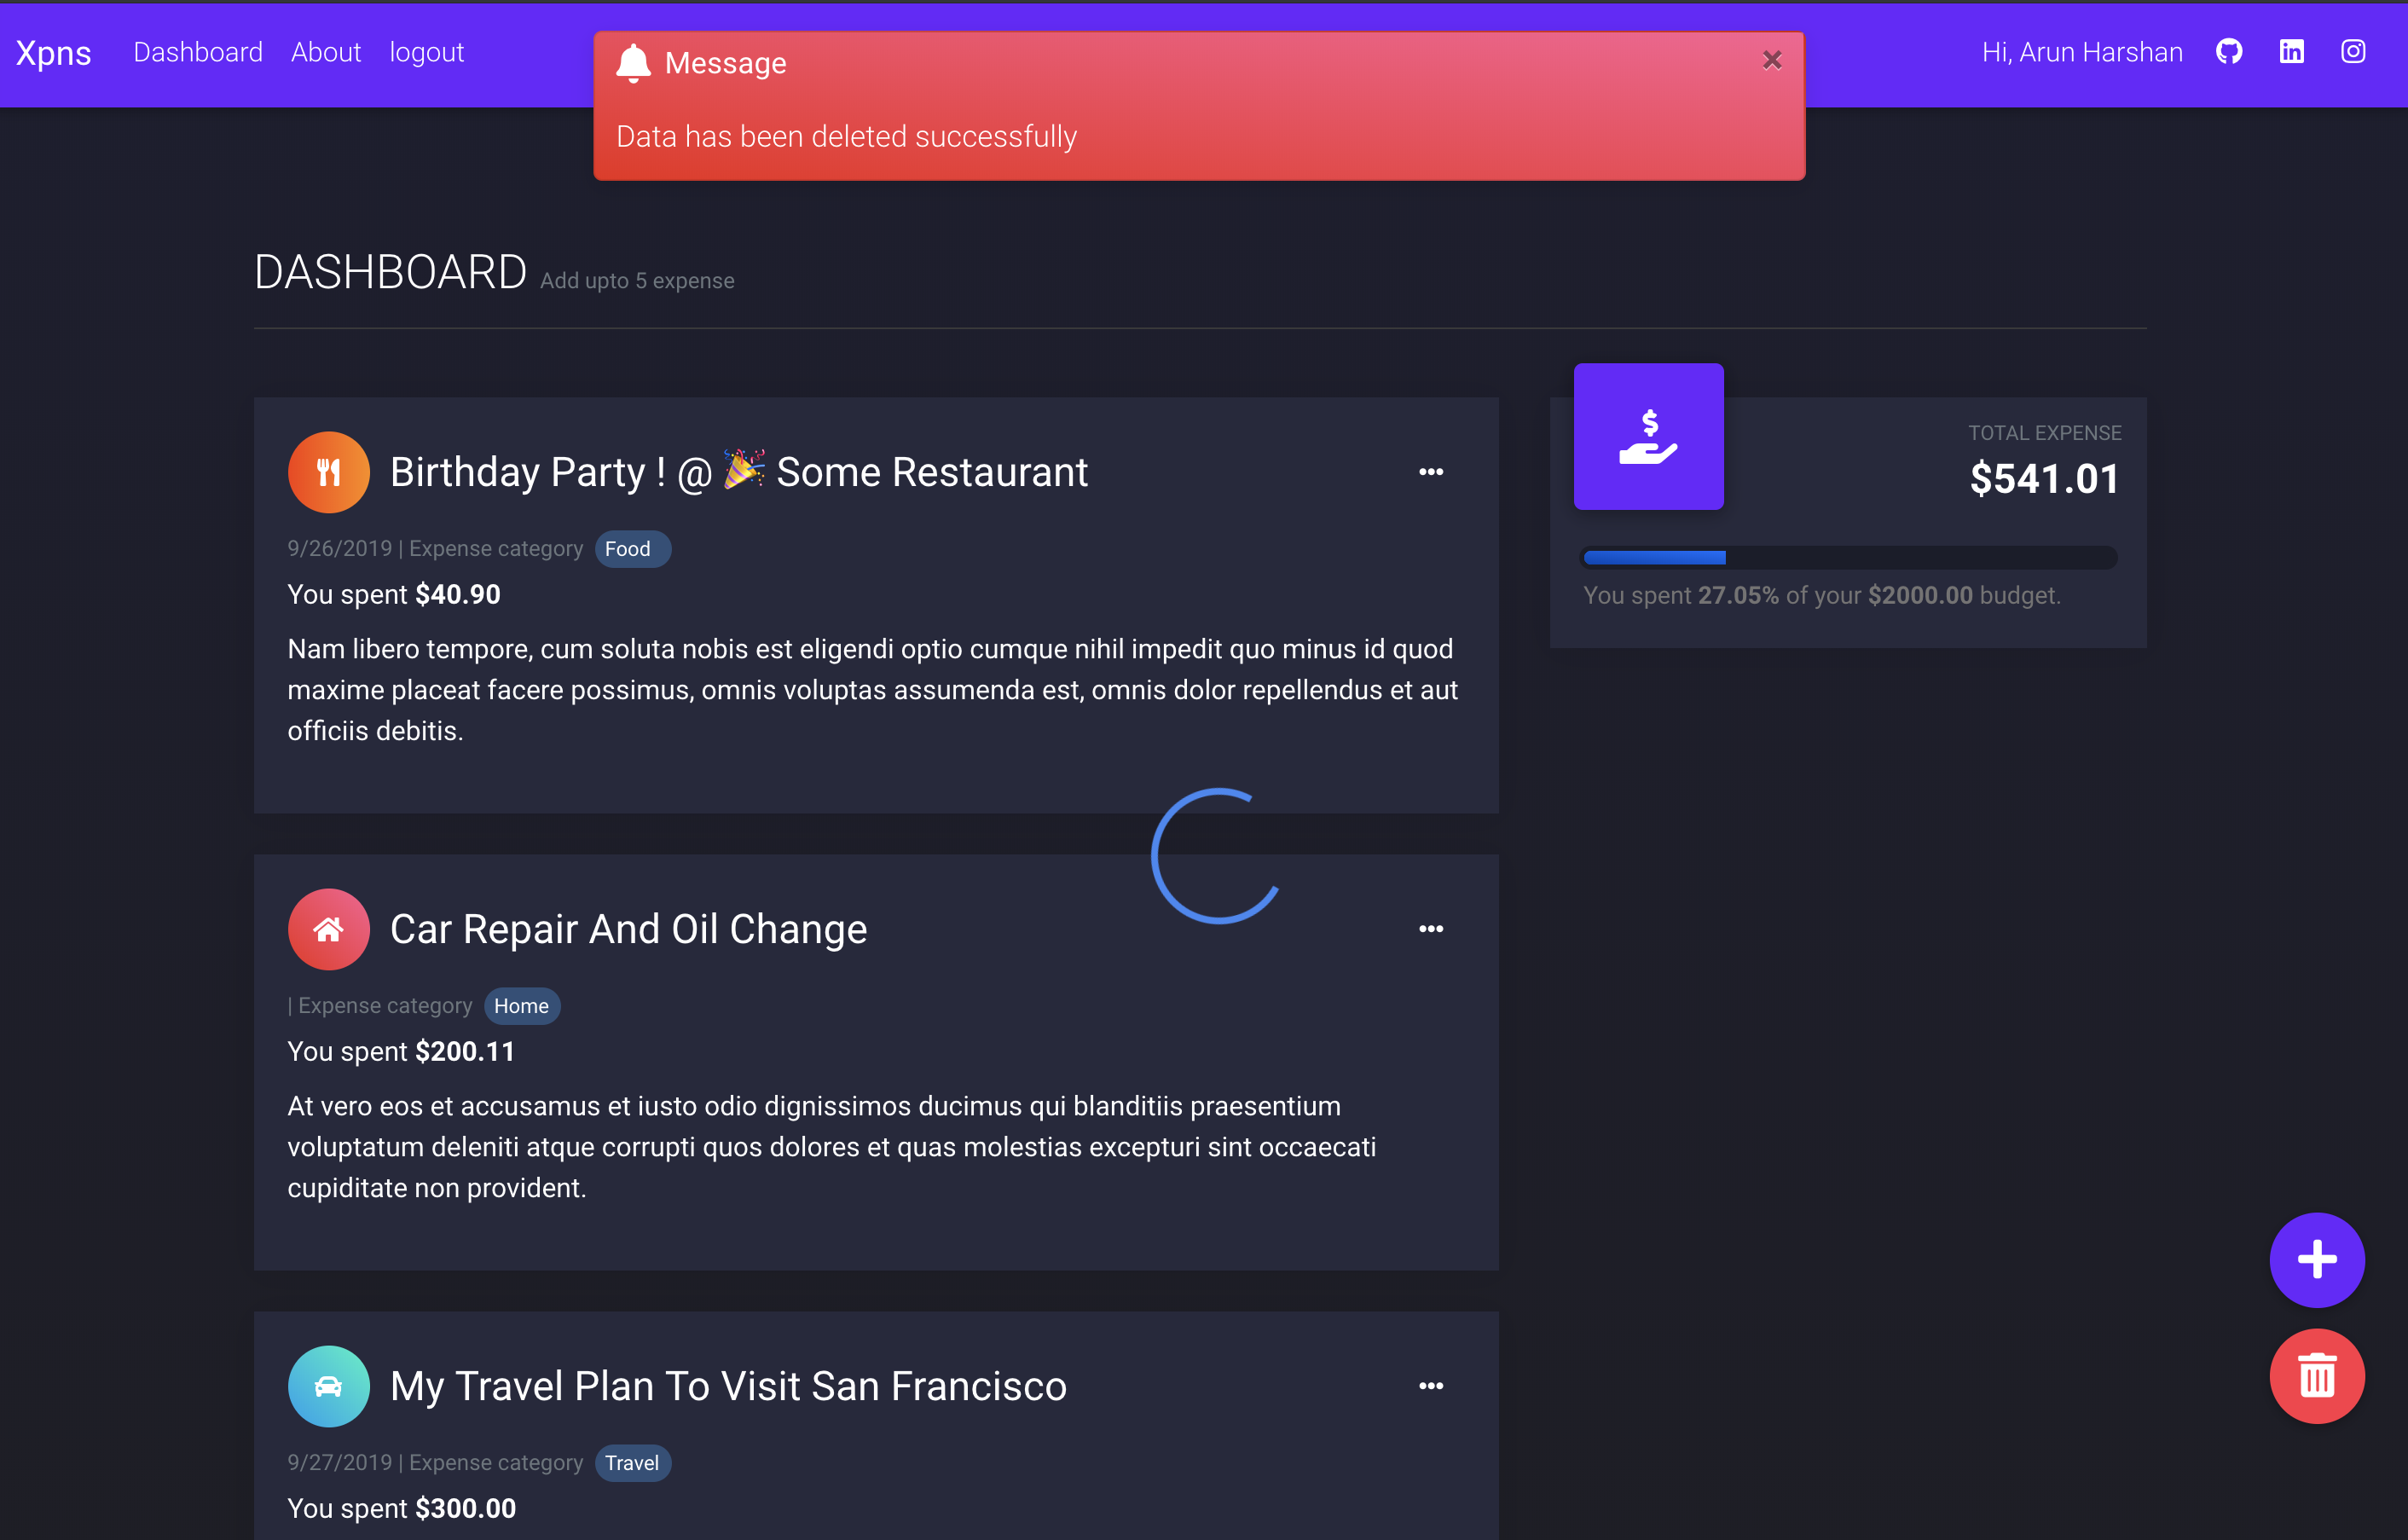 Xpns Dashboard About logout
Hi, Arun Harshan
Message
Data has been deleted successfully
DASHBOARD Add upto 5 expense
Birthday Party ! @ 🎉 Some Restaurant
9/26/2019 | Expense category Food
You spent $40.90
Nam libero tempore, cum soluta nobis est eligendi optio cumque nihil impedit quo minus id quod
maxime placeat facere possimus, omnis voluptas assumenda est, omnis dolor repellendus et aut
officiis debitis.
TOTAL EXPENSE
$541.01
You spent 27.05% of your $2000.00 budget.
Car Repair And Oil Change
| Expense category Home
You spent $200.11
At vero eos et accusamus et iusto odio dignissimos ducimus qui blanditiis praesentium
voluptatum deleniti atque corrupti quos dolores et quas molestias excepturi sint occaecati
cupiditate non provident.
My Travel Plan To Visit San Francisco
9/27/2019 | Expense category Travel
You spent $300.00